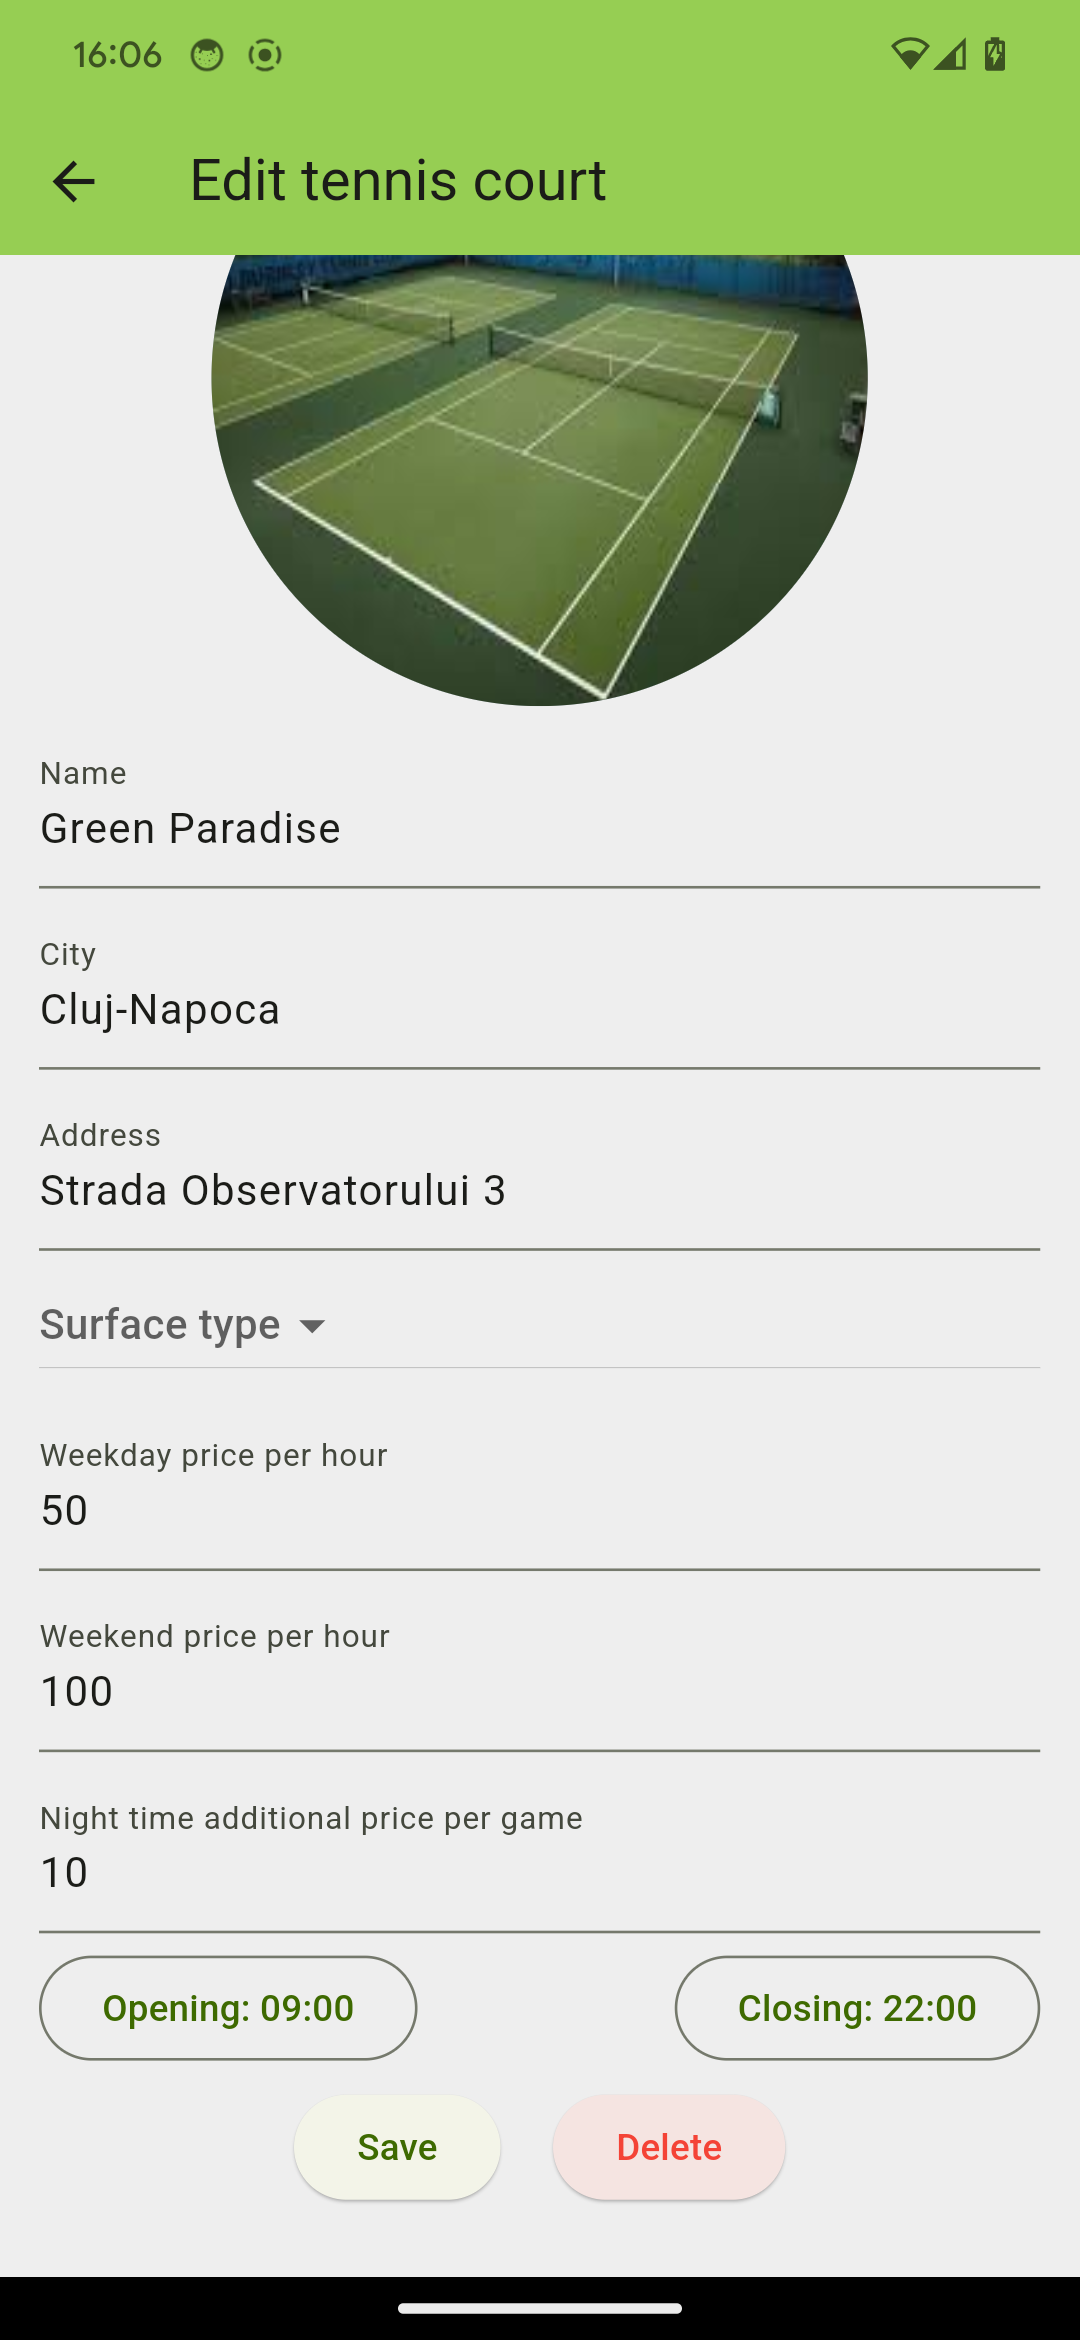 16:06
Edit tennis court
Name
Green Paradise
City
Cluj-Napoca
Address
Strada Observatorului 3
Surface type
Weekday price per hour
50
Weekend price per hour
100
Night time additional price per game
10
Opening: 09:00
Closing: 22:00
Save
Delete